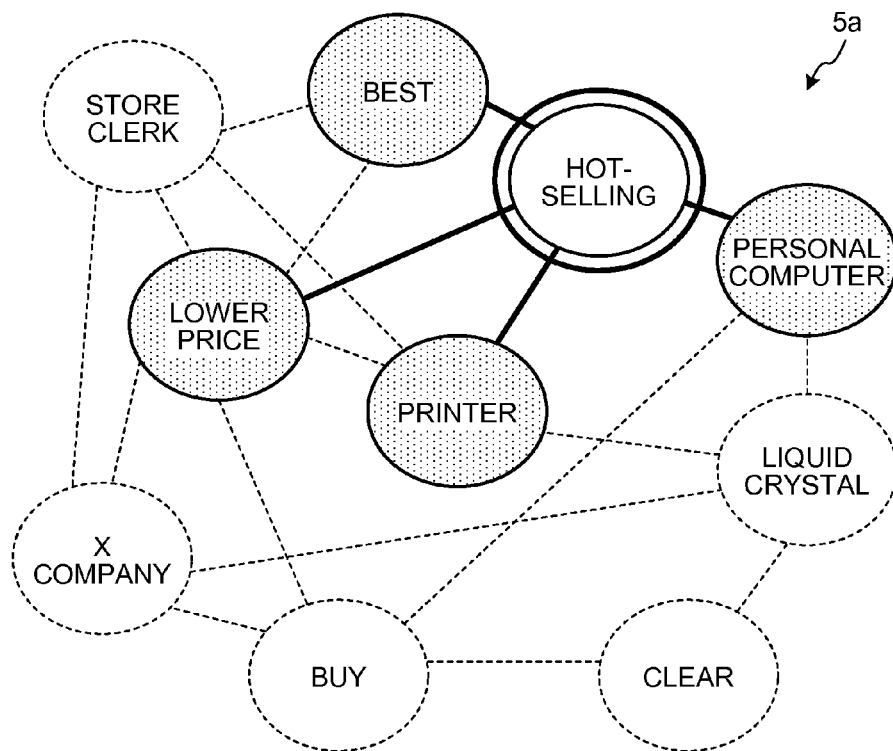 5a
STORE
CLERK
BEST
HOT-
SELLING
PERSONAL
COMPUTER
LOWER
PRICE
PRINTER
LIQUID
CRYSTAL
X
COMPANY
BUY
CLEAR